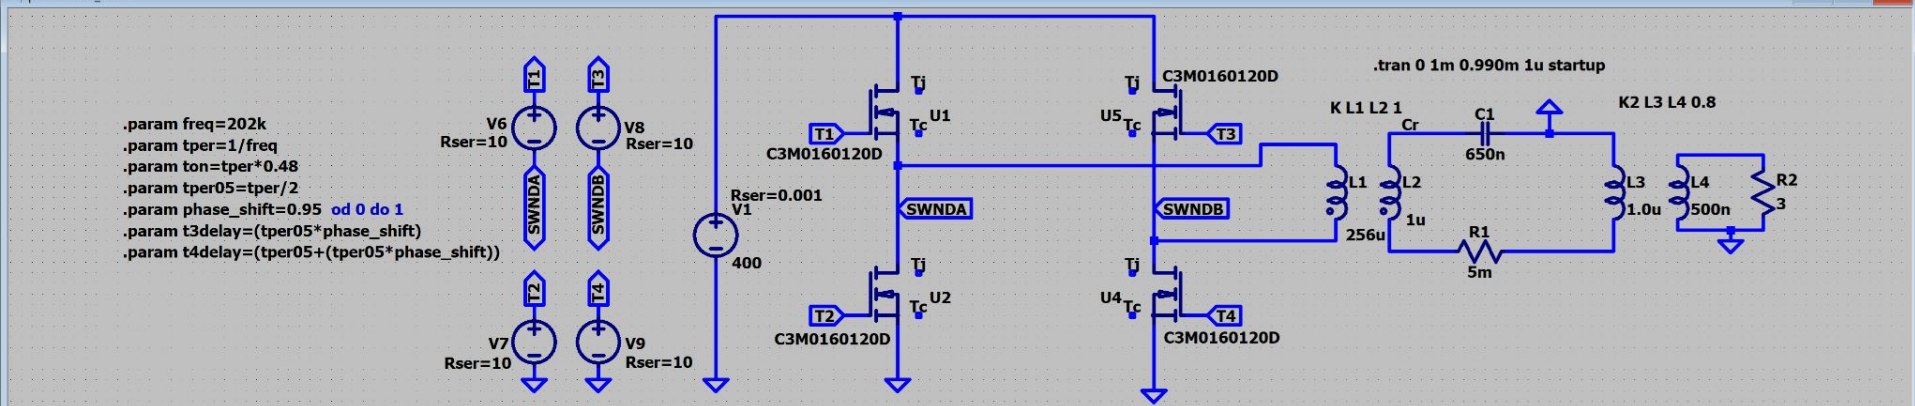 .param freq=202k
.param tper=1/freq
.param ton=tper*0.48
.param tper05=tper/2
.param phase_shift=0.95 od 0 do 1
.param t3delay=(tper05*phase_shift)
.param t4delay=(tper05+(tper05*phase_shift))
T1
T3
V6
Rser=10
V8
Rser=10
SWNDA
SWNDB
T2
T4
V7
Rser=10
V9
Rser=10
Rser=0.001
V1
400
Tj
U1
T1
Tc
C3M0160120D
SWNDA
Tj
U2
T2
Tc
C3M0160120D
Tj
C3M0160120D
U5
Tc
T3
SWNDB
Tj
U4
Tc
T4
C3M0160120D
.tran 0 1m 0.990m 1u startup
K L1 L2 1
K2 L3 L4 0.8
Cr
C1
650n
L1
256u
L2
1u
R1
5m
L3
1.0u
L4
500n
R2
3